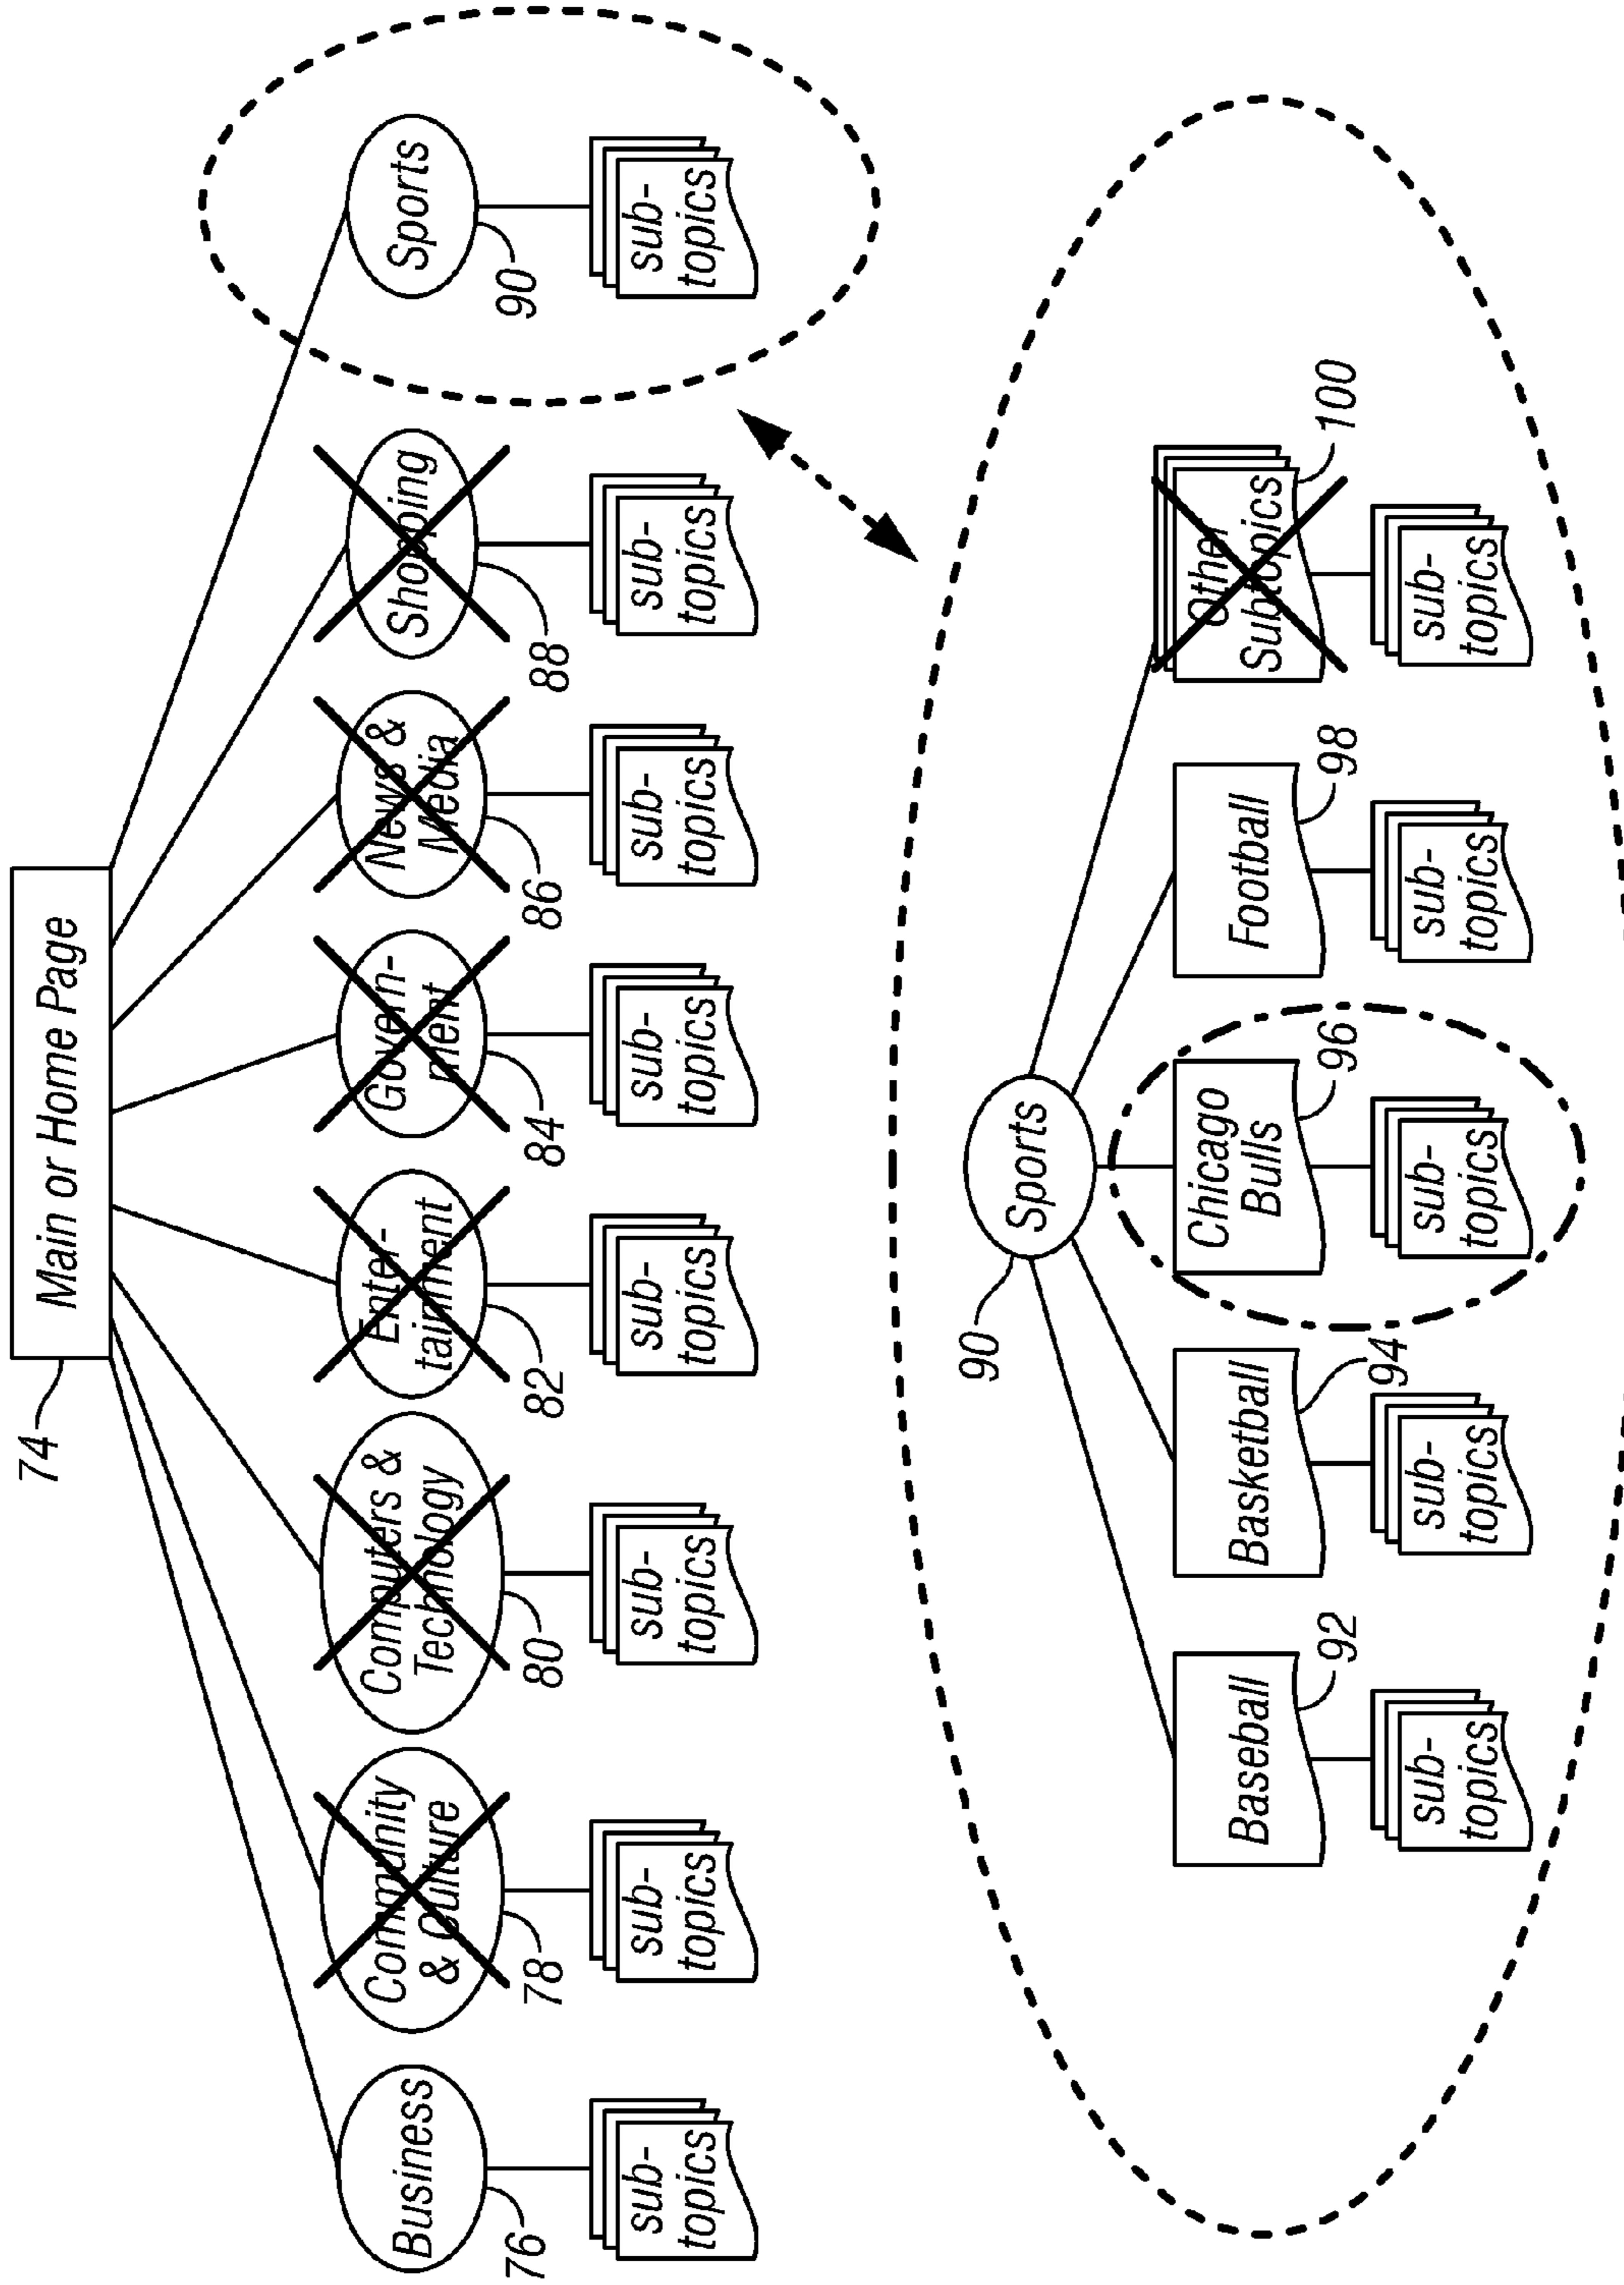 Main or Home Page
74
Business
76
sub-
topics
Community
& Culture
78
sub-
topics
Computers &
Technology
80
sub-
topics
Enter-
tainment
82
sub-
topics
Govern-
ment
84
sub-
topics
News &
Media
86
sub-
topics
Shopping
88
sub-
topics
Sports
90
sub-
topics
Sports
90
Baseball
92
sub-
topics
Basketball
94
sub-
topics
Chicago
Bulls
96
sub-
topics
Football
98
sub-
topics
Other
Subtopics
100
sub-
topics